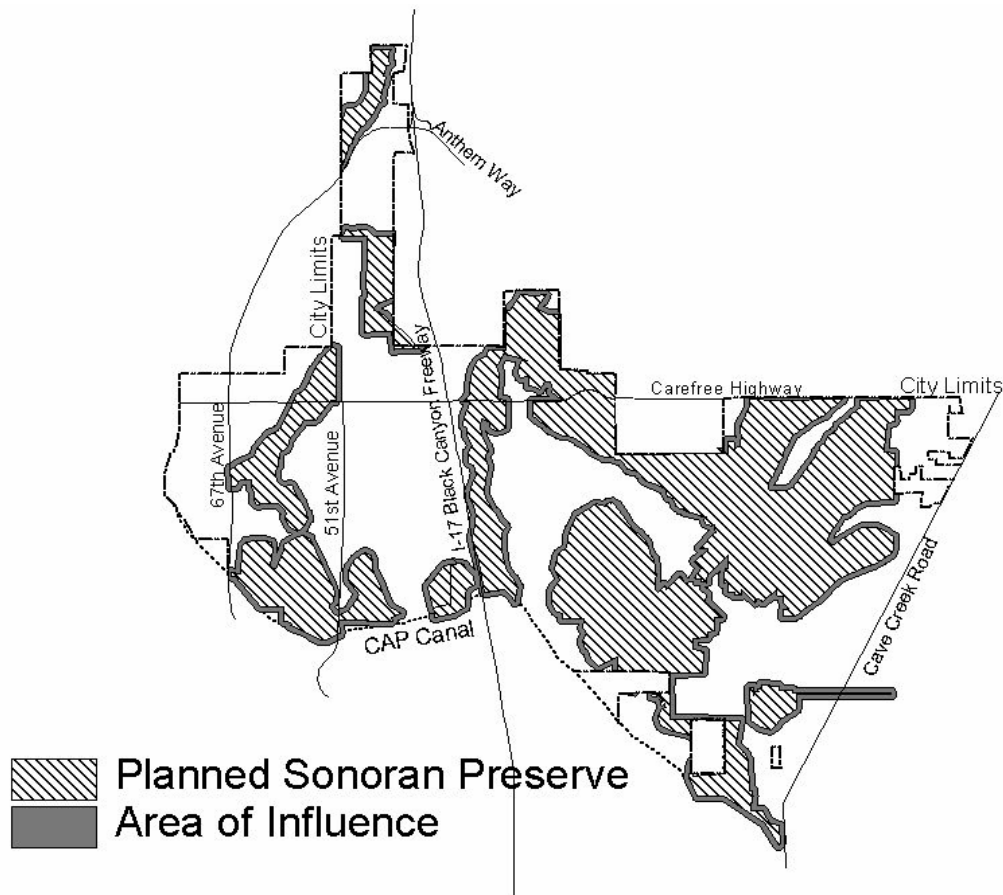 Anthem Way
City Limits
I-17 Black Canyon Freeway
Carefree Highway
City Limits
67th Avenue
51st Avenue
CAP Canal
Cave Creek Road
Planned Sonoran Preserve
Area of Influence